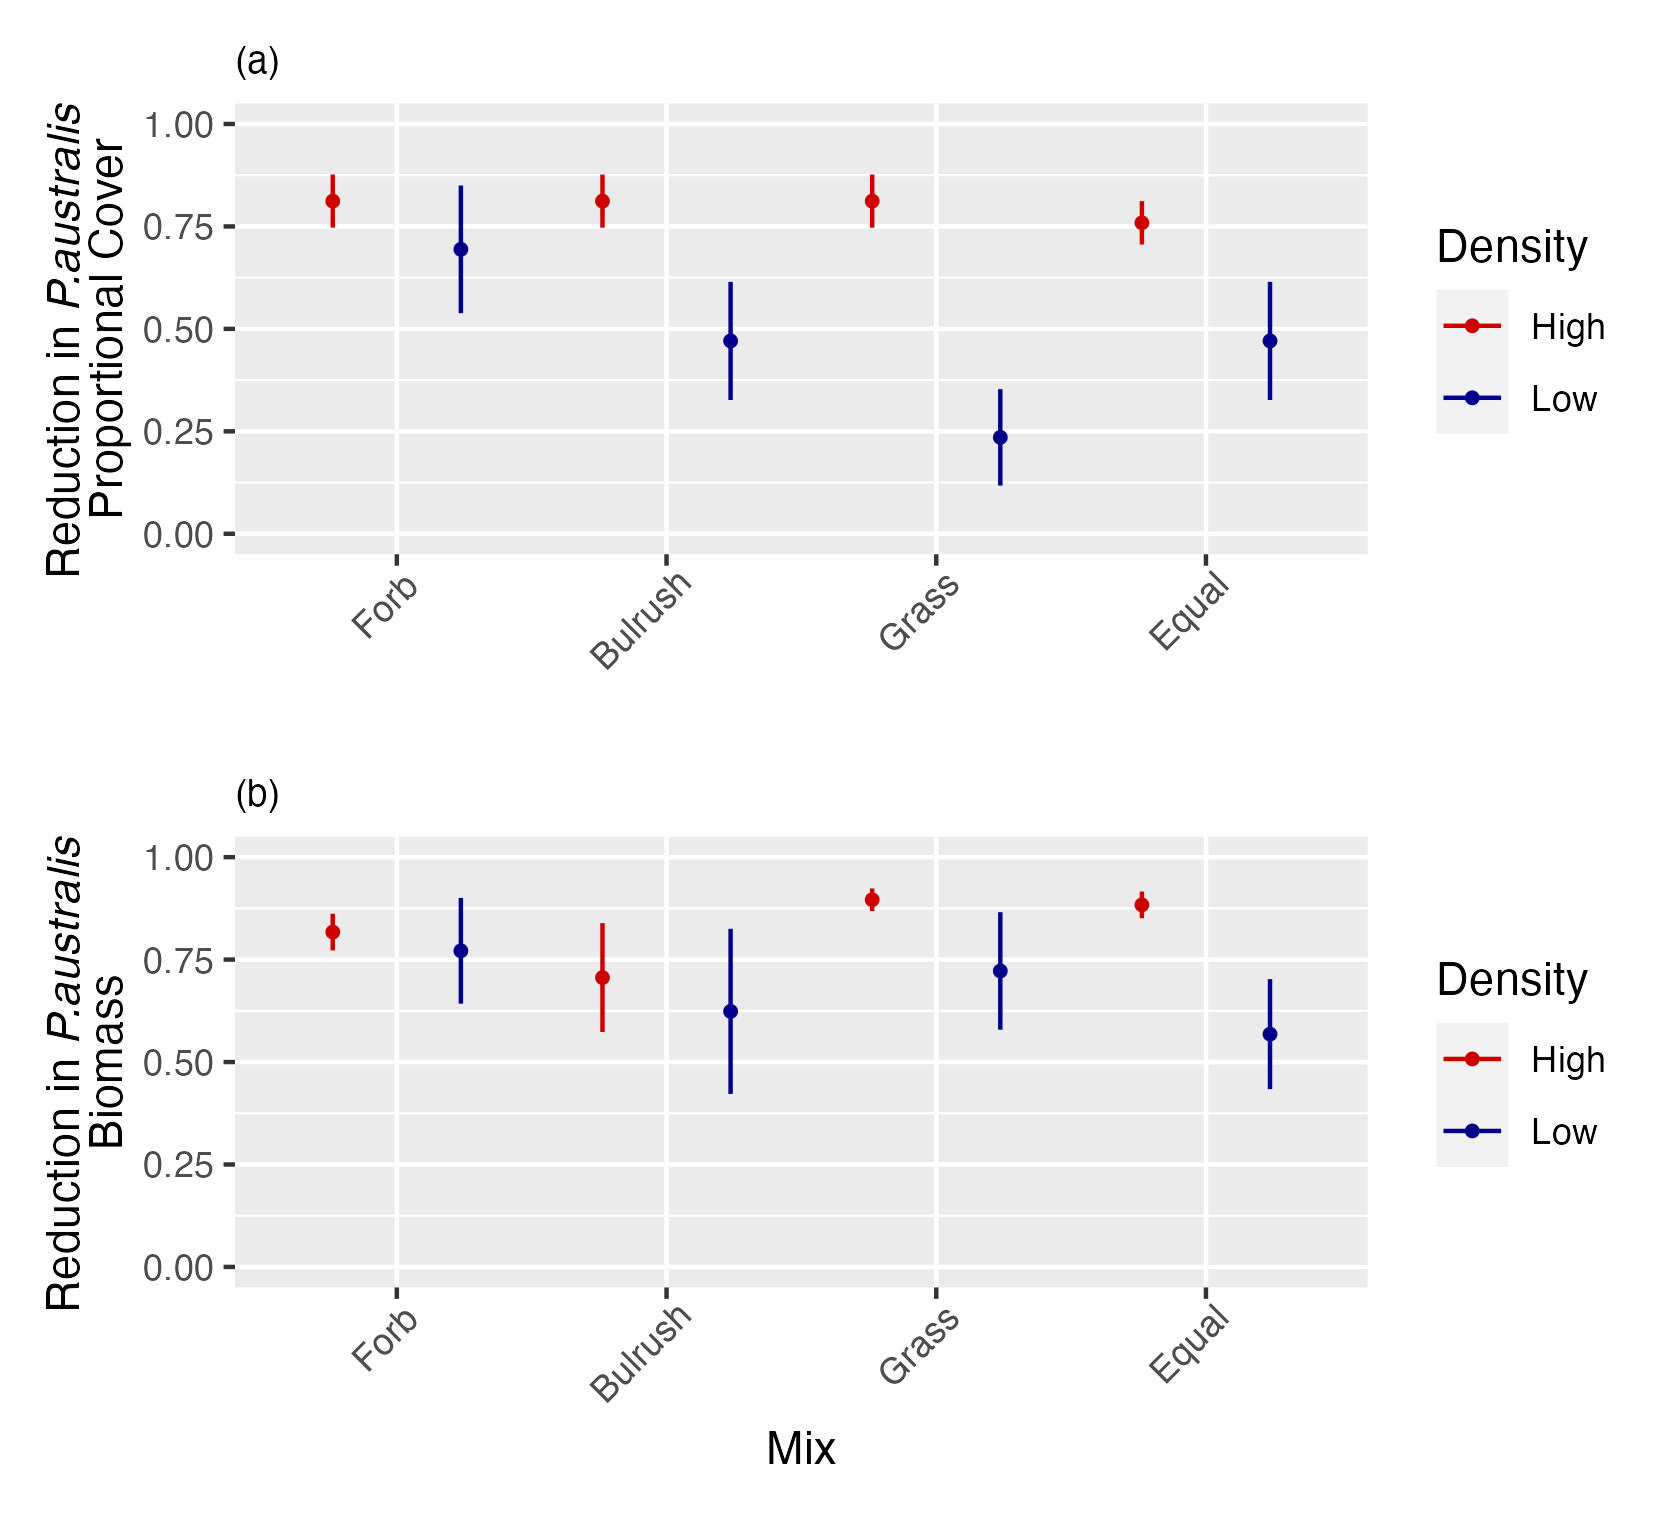 (a)
Reduction in P.australis
Proportional Cover
1.00
0.75
0.50
0.25
0.00
Forb
Bulrush
Grass
Equal
Density
High
Low
(b)
Reduction in P.australis
Biomass
1.00
0.75
0.50
0.25
0.00
Forb
Bulrush
Grass
Equal
Density
High
Low
Mix